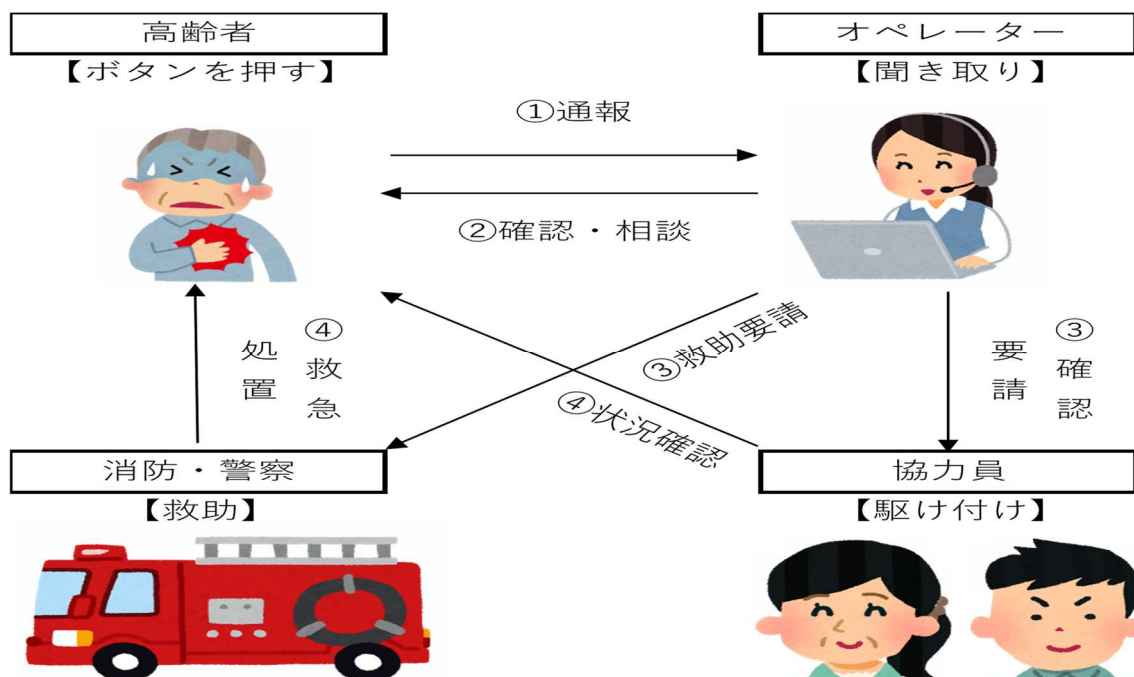 高齢者
【ボタンを押す】
オペレーター
【聞き取り】
①通報
②確認・相談
③救助要請
④状況確認
④救急
処置
③確認
要請
消防・警察
【救助】
協力員
【駆け付け】